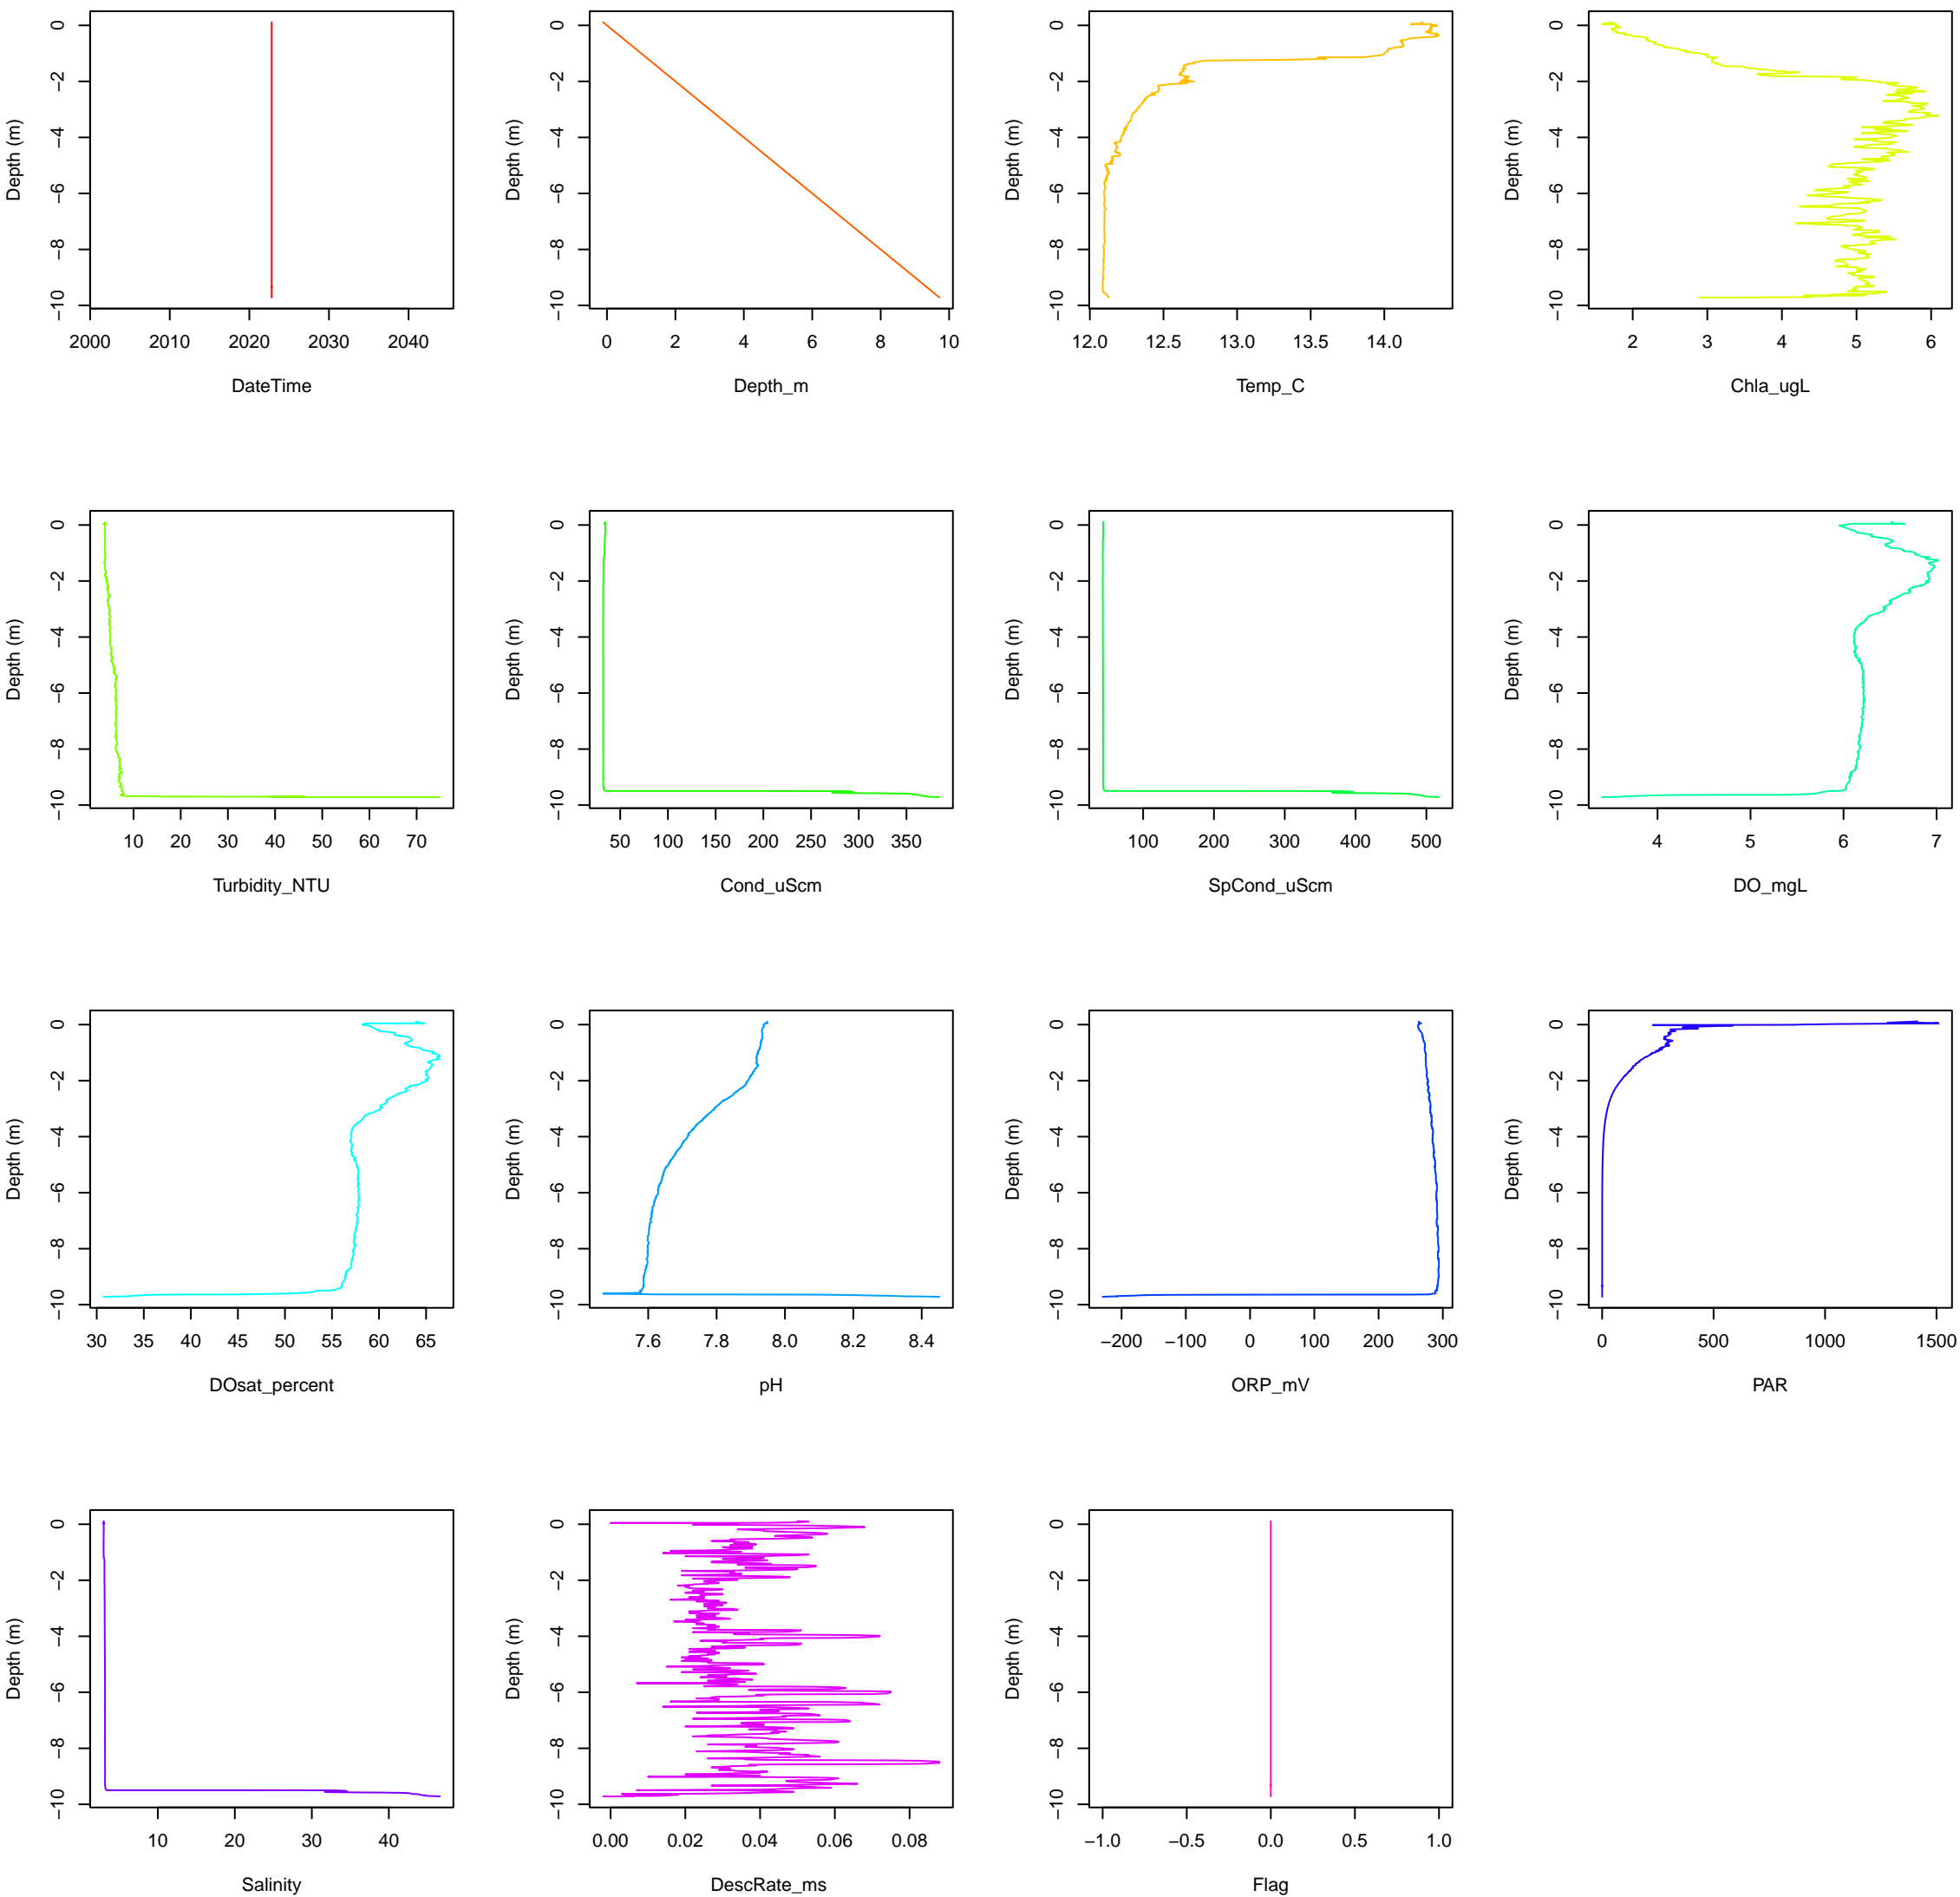 0 0 0 0
−2 −2 −2 −2
Depth (m) Depth (m) Depth (m) Depth (m)
−4 −4 −4 −4
−6 −6 −6 −6
−8 −8 −8 −8
−10 −10 −10 −10
2000 2010 2020 2030 2040 0 2 4 6 8 10 12.0 12.5 13.0 13.5 14.0 2 3 4 5 6
DateTime Depth_m Temp_C Chla_ugL
0 0 0 0
−2 −2 −2 −2
Depth (m) Depth (m) Depth (m) Depth (m)
−4 −4 −4 −4
−6 −6 −6 −6
−8 −8 −8 −8
−10 −10 −10 −10
10 20 30 40 50 60 70 50 100 150 200 250 300 350 100 200 300 400 500 4 5 6 7
Turbidity_NTU Cond_uScm SpCond_uScm DO_mgL
0 0 0 0
−2 −2 −2 −2
Depth (m) Depth (m) Depth (m) Depth (m)
−4 −4 −4 −4
−6 −6 −6 −6
−8 −8 −8 −8
−10 −10 −10 −10
30 35 40 45 50 55 60 65 7.6 7.8 8.0 8.2 8.4 −200 −100 0 100 200 300 0 500 1000 1500
DOsat_percent pH ORP_mV PAR
0 0 0
−2 −2 −2
Depth (m) Depth (m) Depth (m)
−4 −4 −4
−6 −6 −6
−8 −8 −8
−10 −10 −10
10 20 30 40 0.00 0.02 0.04 0.06 0.08 −1.0 −0.5 0.0 0.5 1.0
Salinity DescRate_ms Flag